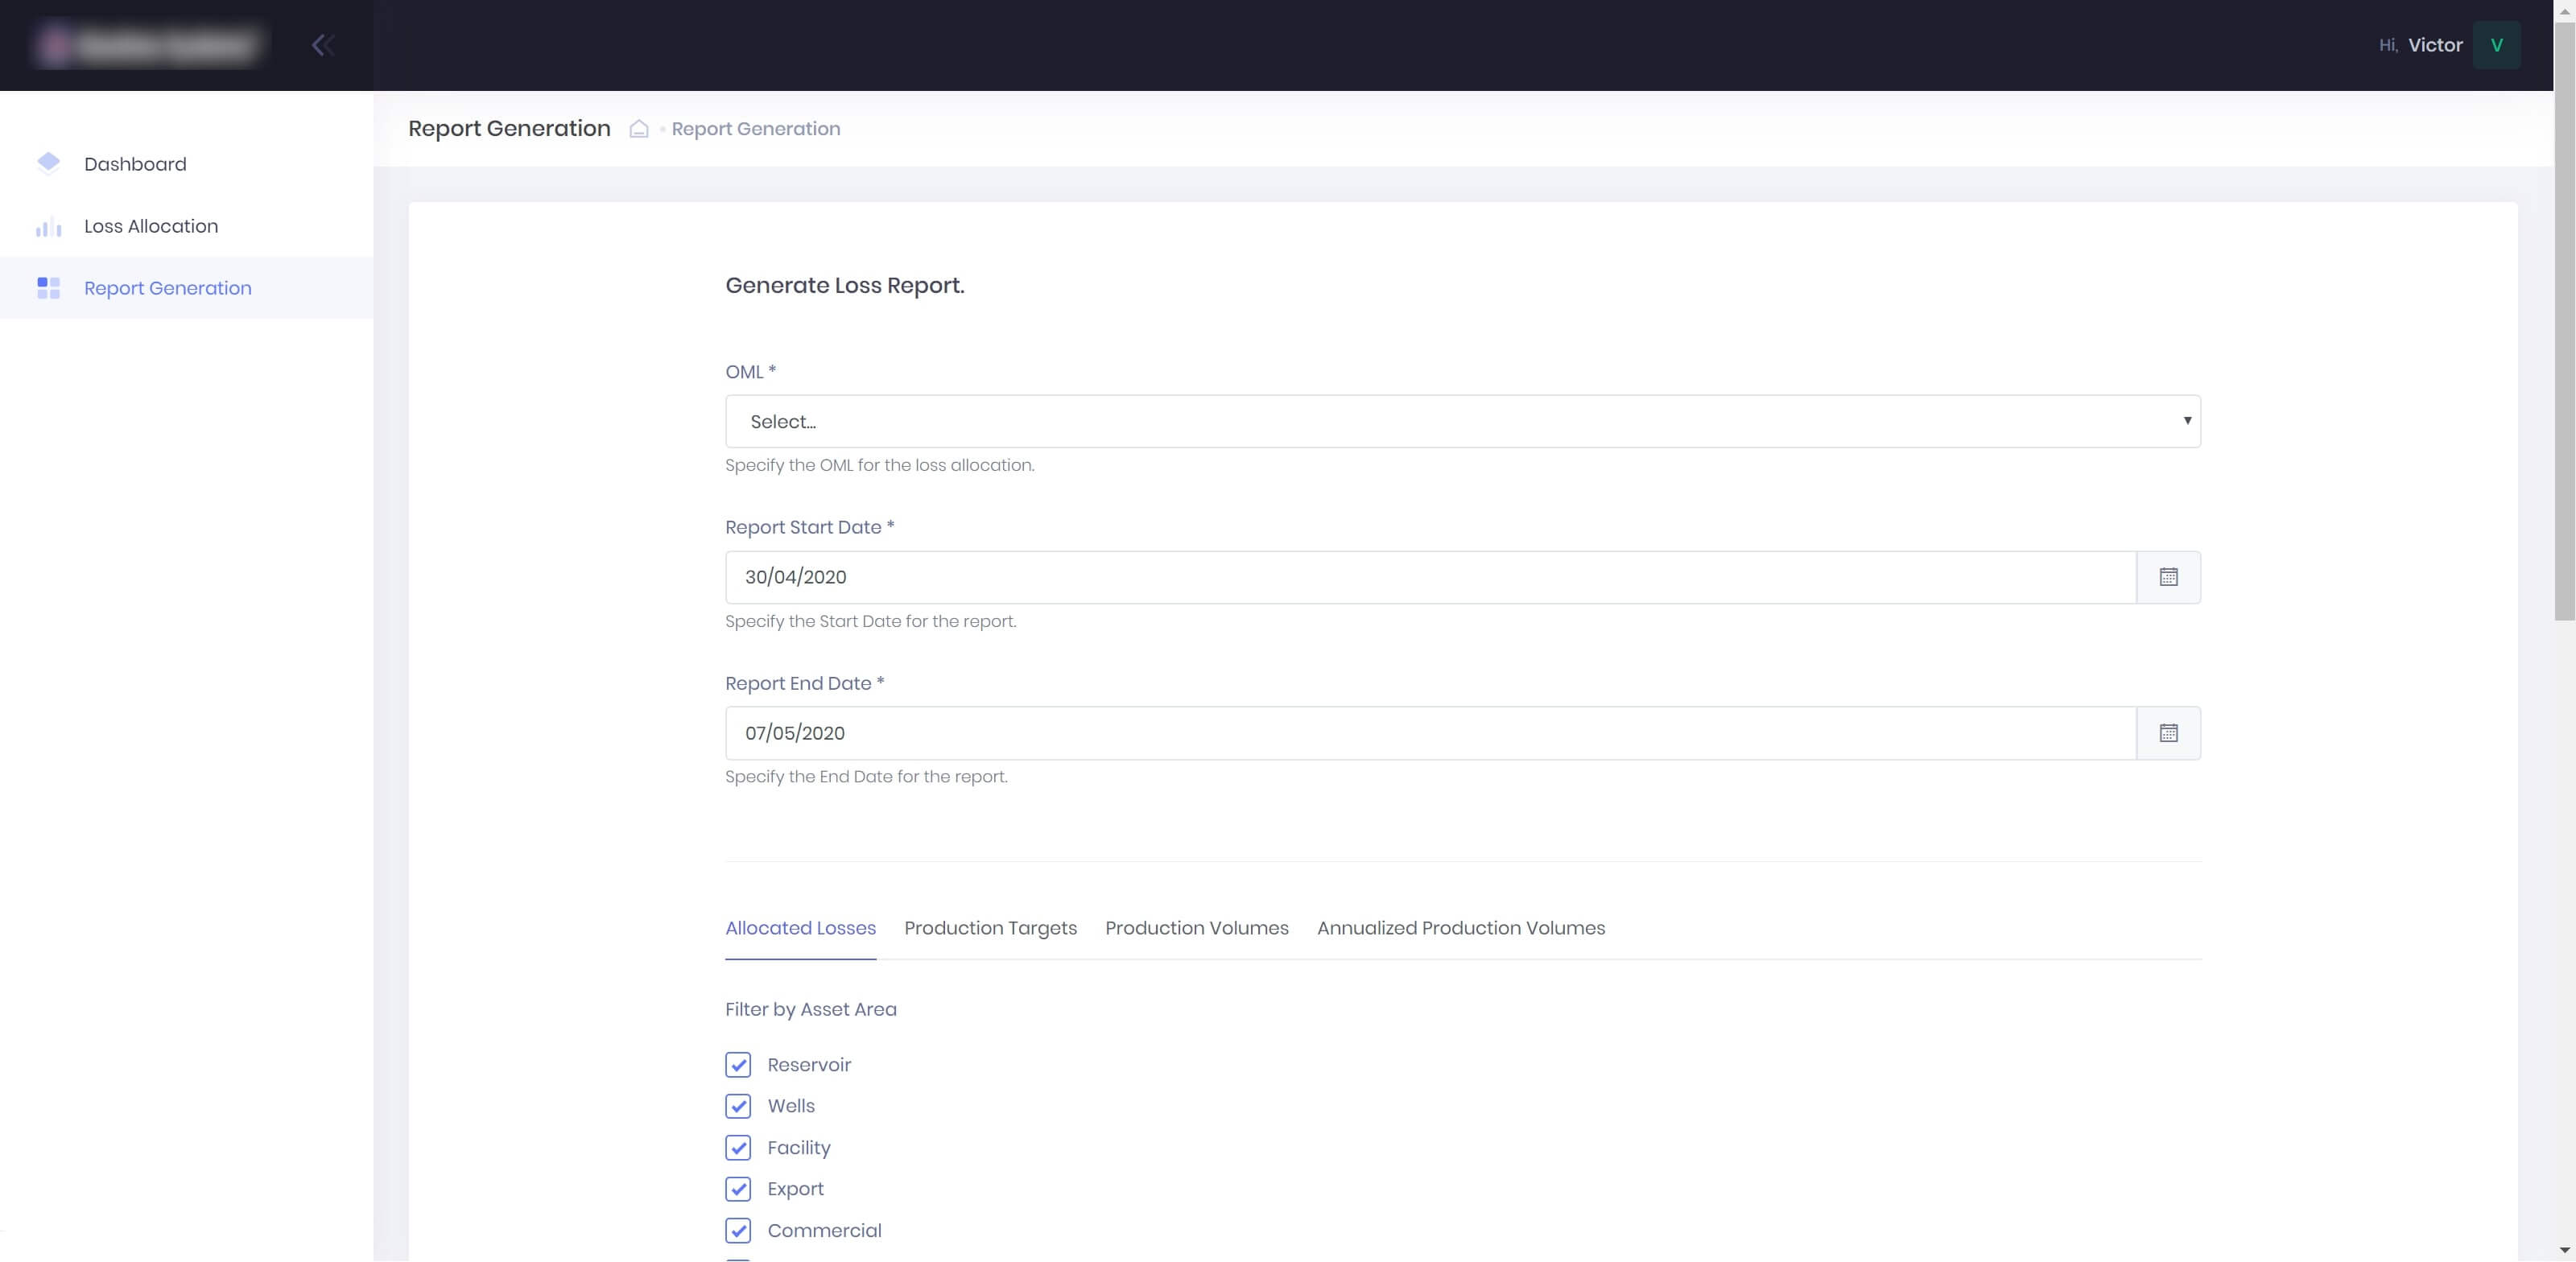 Hi, Victor V
Report Generation Report Generation
Dashboard
Loss Allocation
Report Generation
Generate Loss Report.
OML *
Select...
Specify the OML for the loss allocation.
Report Start Date *
30/04/2020
Specify the Start Date for the report.
Report End Date *
07/05/2020
Specify the End Date for the report.
Allocated Losses Production Targets Production Volumes Annualized Production Volumes
Filter by Asset Area
Reservoir
Wells
Facility
Export
Commercial